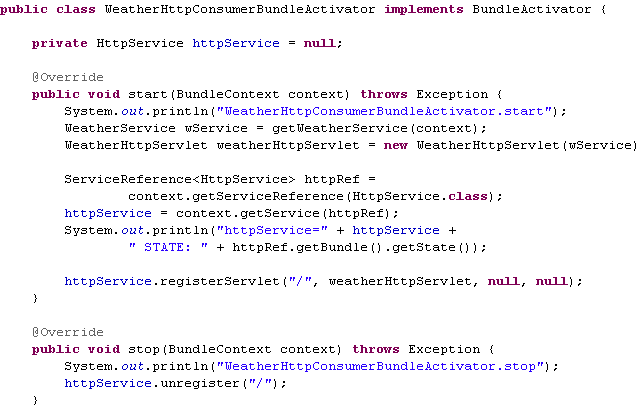 public class WeatherHttpConsumerBundleActivator implements BundleActivator {
private HttpService httpService = null;
@Override
public void start(BundleContext context) throws Exception {
System.out.println("WeatherHttpConsumerBundleActivator.start");
WeatherService wService = getWeatherService(context);
WeatherHttpServlet weatherHttpServlet = new WeatherHttpServlet(wService)
ServiceReference<HttpService> httpRef =
context.getServiceReference(HttpService.class);
httpService = context.getService(httpRef);
System.out.println("httpService=" + httpService +
" STATE: " + httpRef.getBundle().getState());
httpService.registerServlet("/", weatherHttpServlet, null, null);
}
@Override
public void stop(BundleContext context) throws Exception {
System.out.println("WeatherHttpConsumerBundleActivator.stop");
httpService.unregister("/");
}